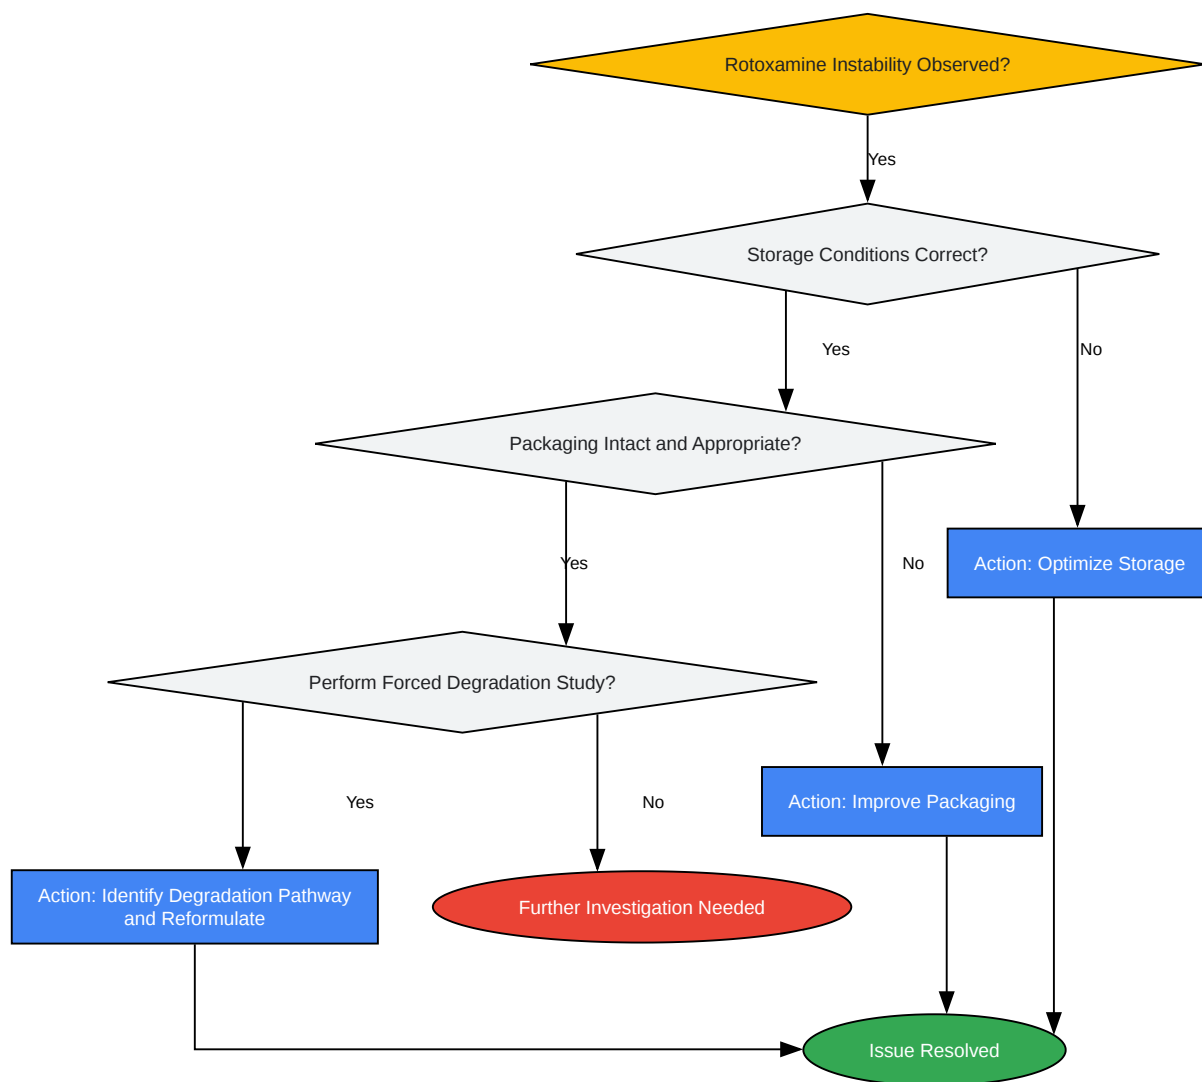 Rotoxamine Instability Observed?
Yes
Storage Conditions Correct?
Yes
No
Packaging Intact and Appropriate?
Yes
No
Action: Optimize Storage
Perform Forced Degradation Study?
Yes
No
Action: Improve Packaging
Action: Identify Degradation Pathway
and Reformulate
Further Investigation Needed
Issue Resolved